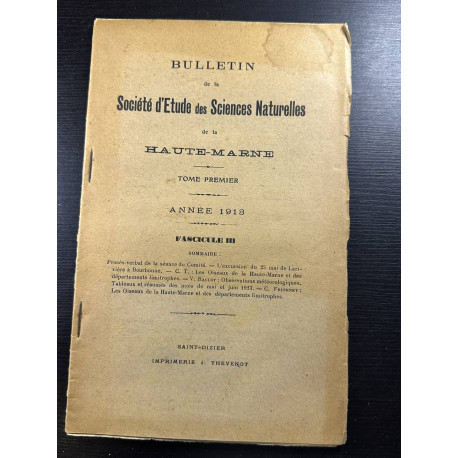 BULLETIN
de la
Société d'Etude des Sciences Naturelles
de la
HAUTE-MARNE
TOME PREMIER
ANNÉE 1913
FASCICULE III
SOMMAIRE :
Procès-verbal de la séance du Comité. — L'excursion du 25 mai de Lari-
vière à Bourbonne. — C. T. : Les Oiseaux de la Haute-Marne et des
départements limitrophes. — V. : Observations météorologiques,
Tableaux et résumés des mois de mai et juin 1913. — C.
Les Oiseaux de la Haute-Marne et des départements limitrophes.
SAINT-DIZIER
IMPRIMERIE J. THEVENOT